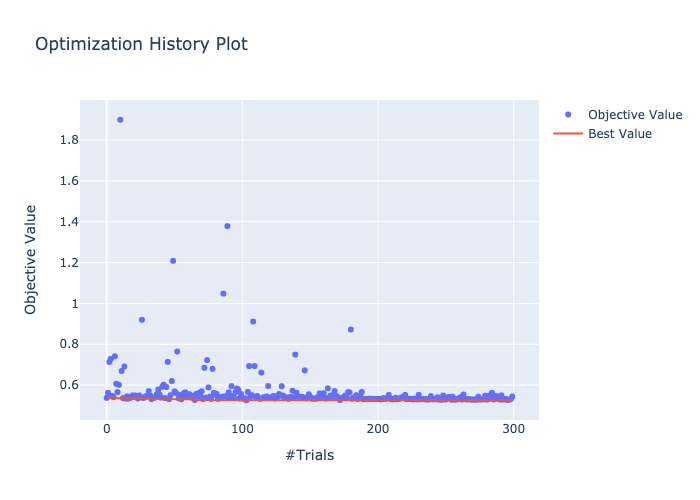 Optimization History Plot
Objective Value
Best Value
1.8
1.6
1.4
1.2
1
0.8
0.6
Objective Value
0
100
200
300
#Trials